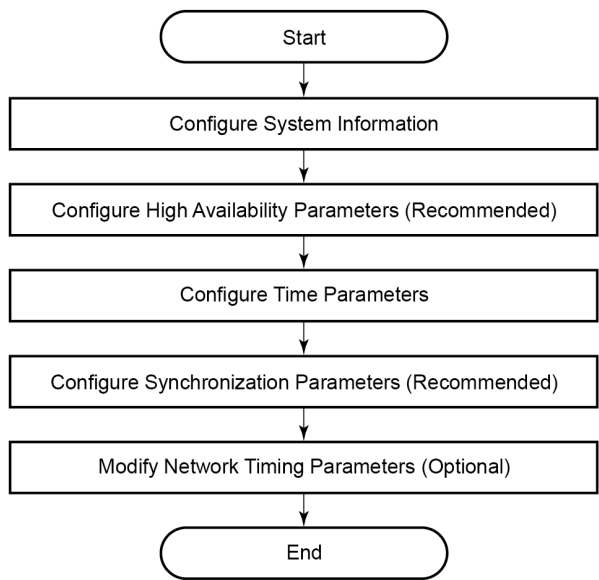 Start
Configure System Information
Configure High Availability Parameters (Recommended)
Configure Time Parameters
Configure Synchronization Parameters (Recommended)
Modify Network Timing Parameters (Optional)
End